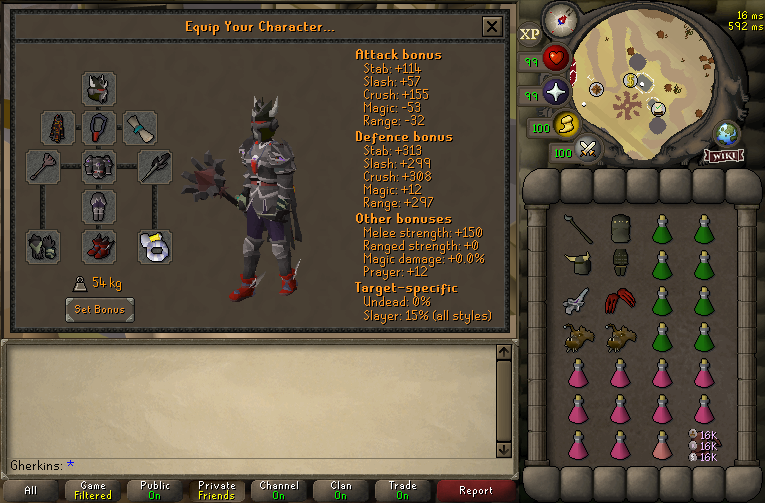 Equip Your Character...
Attack bonus
Stab: +114
Slash: +57
Crush: +155
Magic: -53
Range: -32
Defence bonus
Stab: +313
Slash: +299
Crush: +308
Magic: +12
Range: +297
Other bonuses
Melee strength: +150
Ranged strength: +0
Magic damage: +0.0%
Prayer: +12
Target-specific
Undead: 0%
Slayer: 15% (all styles)
54 kg
Set Bonus
Gherkins: *
All
Game
Filtered
Public
On
Private
Friends
Channel
On
Clan
On
Trade
On
Report
16 ms
592 ms
XP
99
99
100
100
WIKI
16K
16K
16K